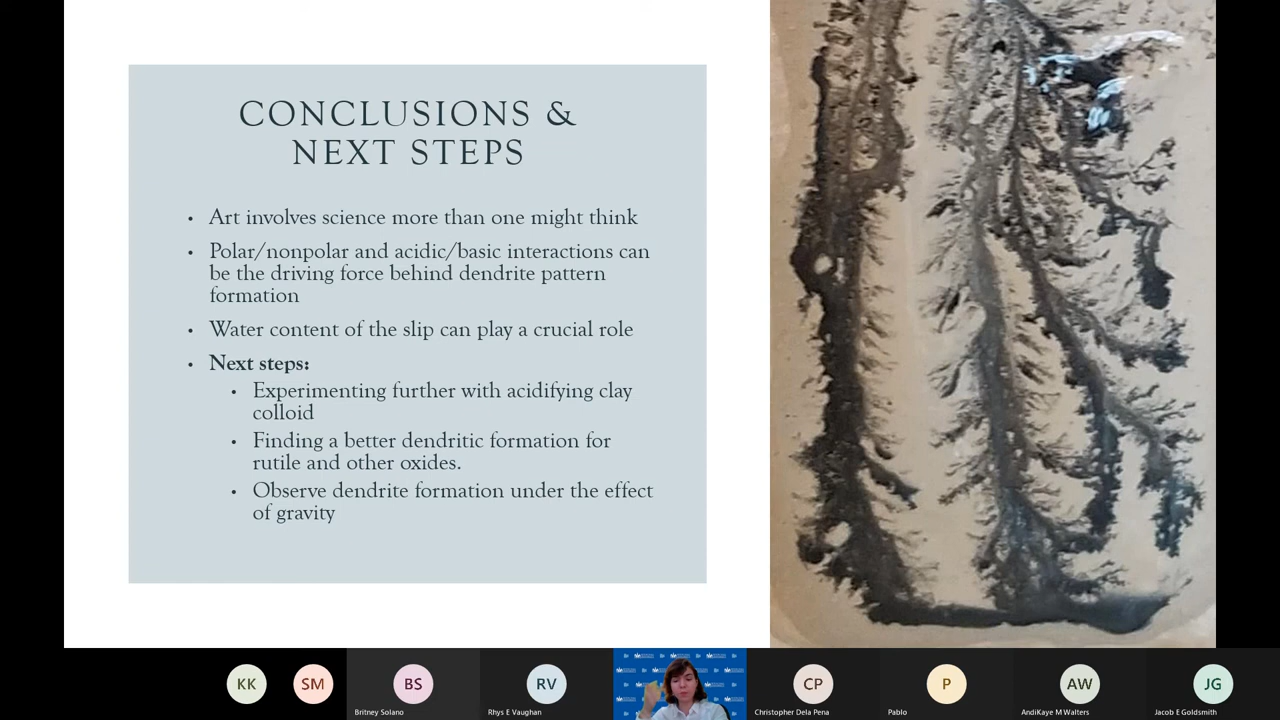 CONCLUSIONS &
NEXT STEPS
• Art involves science more than one might think
• Polar/nonpolar and acidic/basic interactions can
be the driving force behind dendrite pattern
formation
• Water content of the slip can play a crucial role
• Next steps:
• Experimenting further with acidifying clay
colloid
• Finding a better dendritic formation for
rutile and other oxides.
• Observe dendrite formation under the effect
of gravity
KK
SM
BS
RV
CP
P
AW
JG
Britney Solano
Rhys E Vaughan
Christopher Dela Pena
Pablo
AndiKaye M Walters
Jacob E Goldsmith